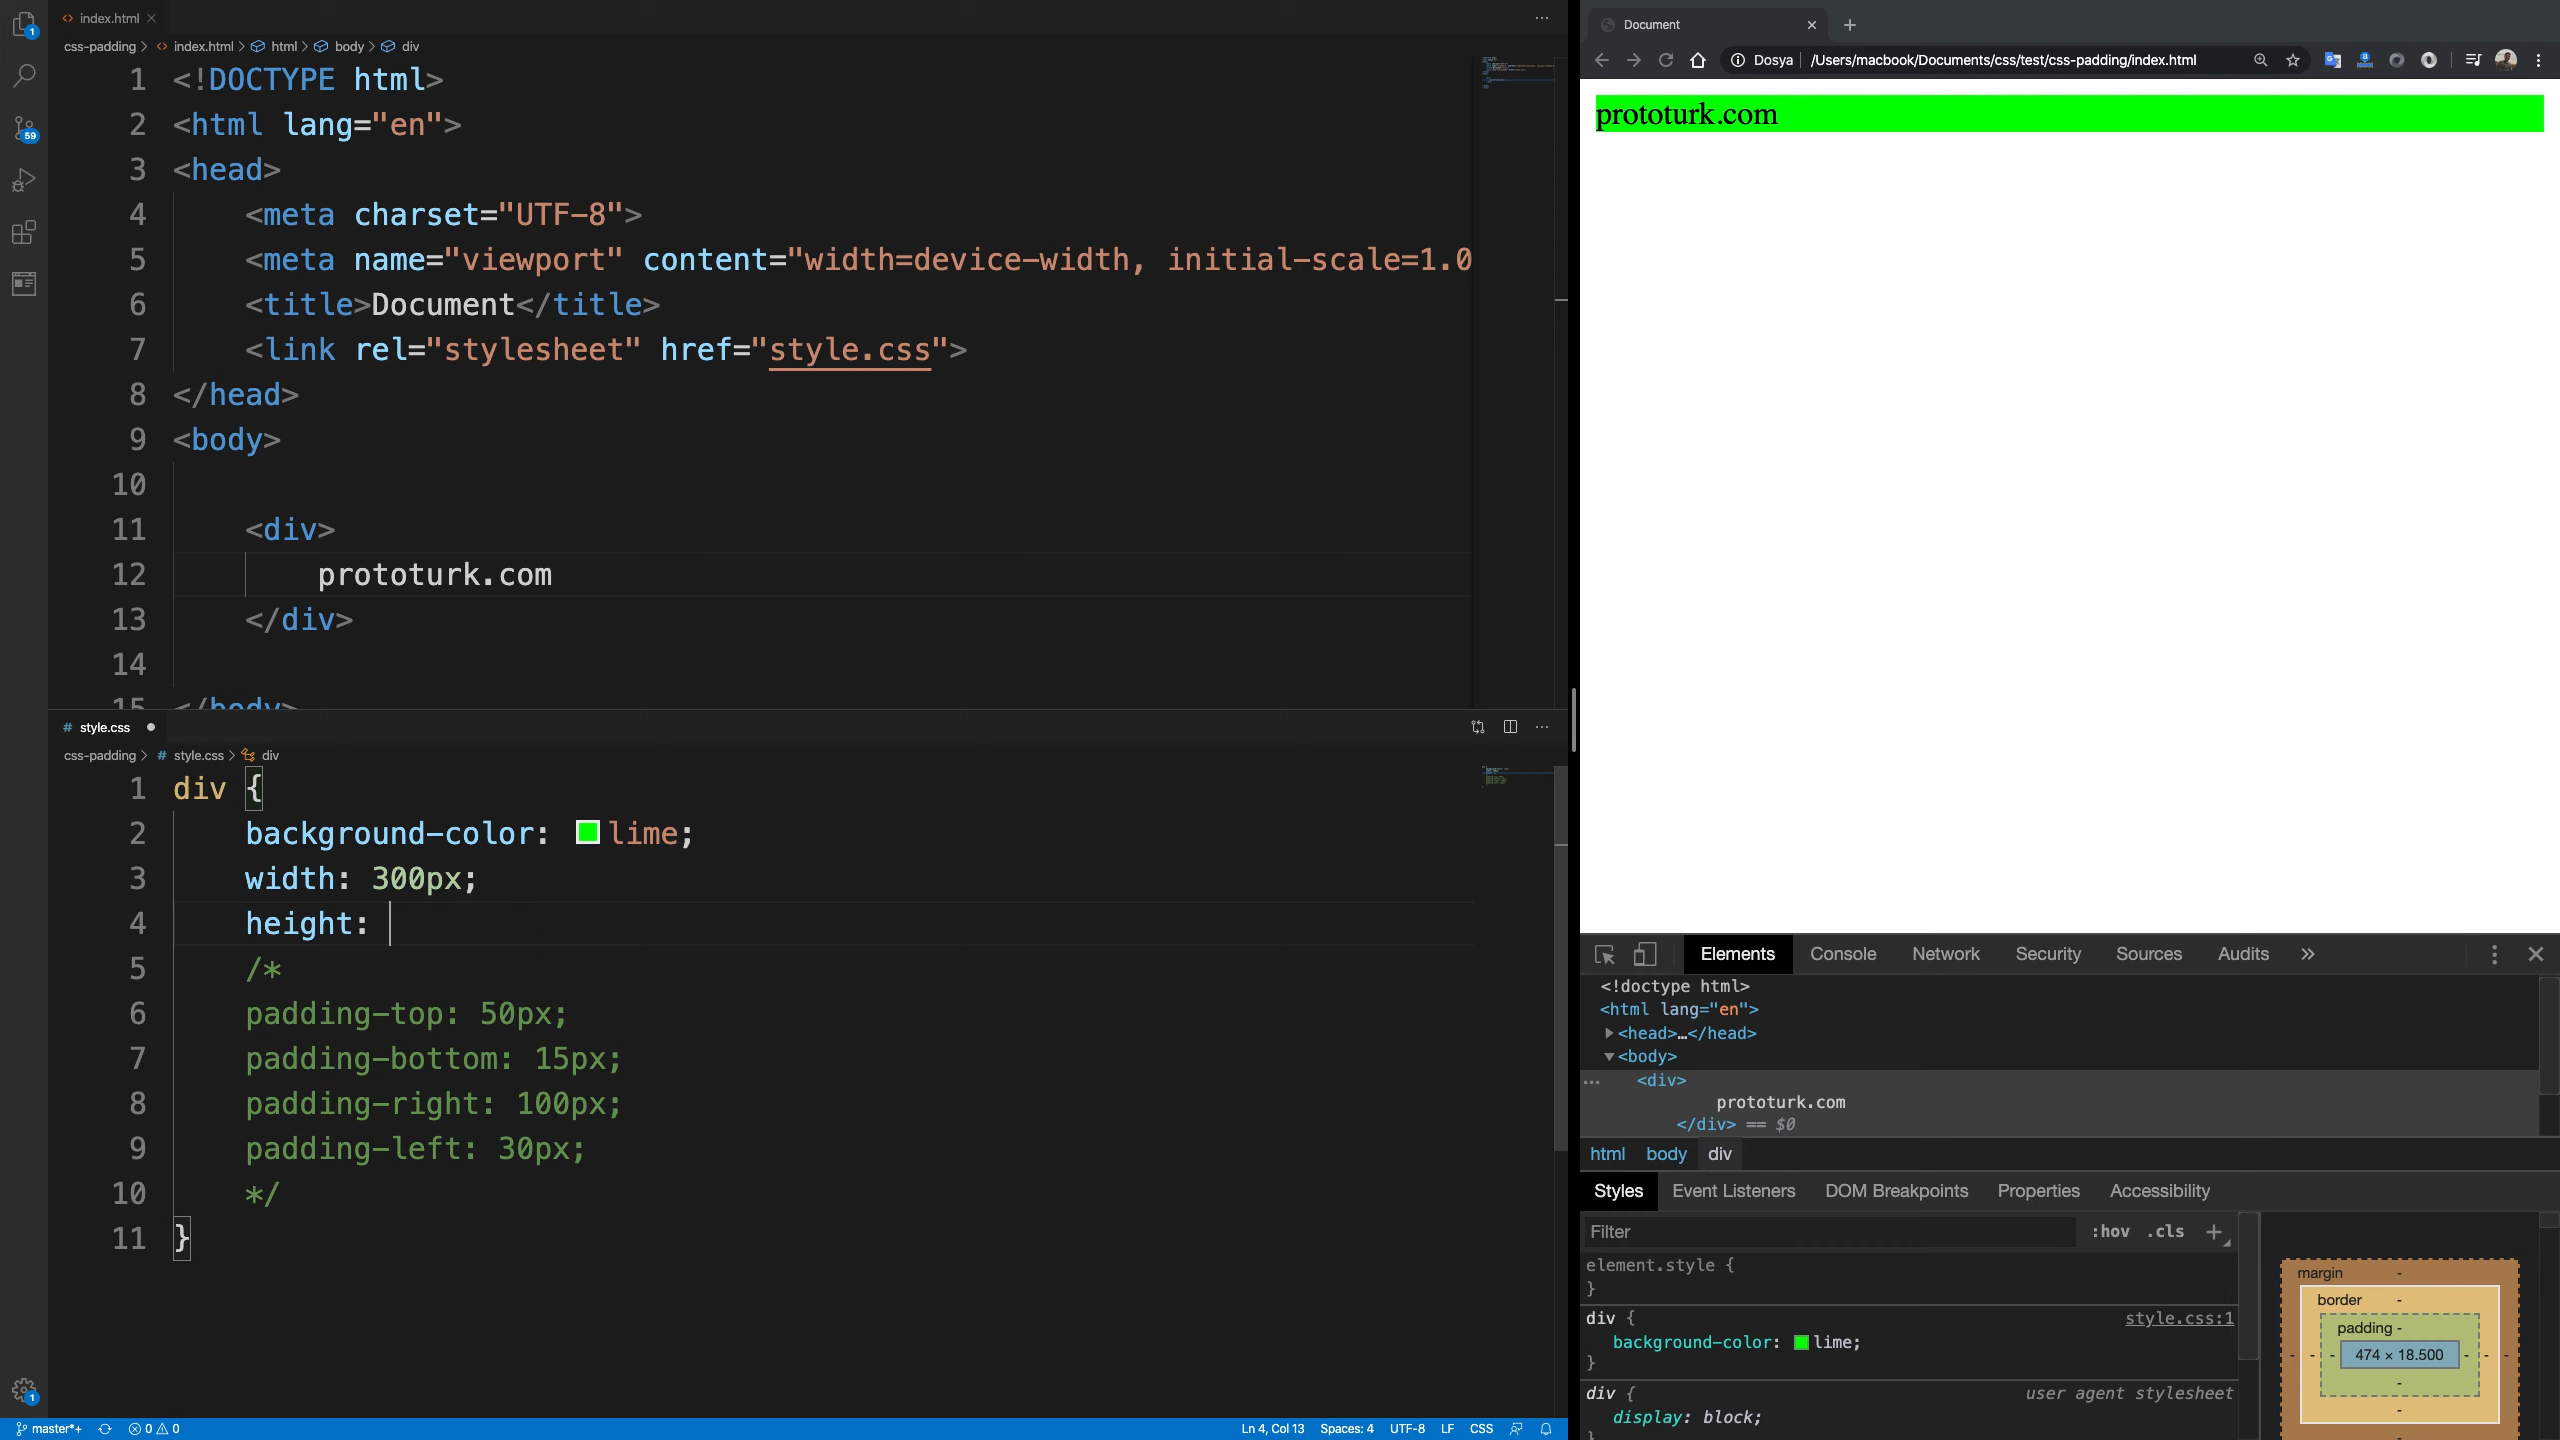 index.html
css-padding > index.html > html > body > div
1 <!DOCTYPE html>
2 <html lang="en">
3 <head>
4 <meta charset="UTF-8">
5 <meta name="viewport" content="width=device-width, initial-scale=1.0
6 <title>Document</title>
7 <link rel="stylesheet" href="style.css">
8 </head>
9 <body>
10
11 <div>
12 prototurk.com
13 </div>
14
15 </body>
# style.css
css-padding > # style.css > div
1 div {
2 background-color: lime;
3 width: 300px;
4 height:
5 /*
6 padding-top: 50px;
7 padding-bottom: 15px;
8 padding-right: 100px;
9 padding-left: 30px;
10 */
11 }
1
59
1
master*+ 0 0
Ln 4, Col 13 Spaces: 4 UTF-8 LF CSS
Document
Dosya | /Users/macbook/Documents/css/test/css-padding/index.html
prototurk.com
Elements Console Network Security Sources Audits »
<!doctype html>
<html lang="en">
<head>…</head>
<body>
<div>
prototurk.com
</div> == $0
html body div
Styles Event Listeners DOM Breakpoints Properties Accessibility
Filter :hov .cls +
element.style {
}
div { style.css:1
background-color: lime;
}
div { user agent stylesheet
display: block;
}
margin -
border -
padding -
- - - 474 × 18.500 - - -
-
-
-